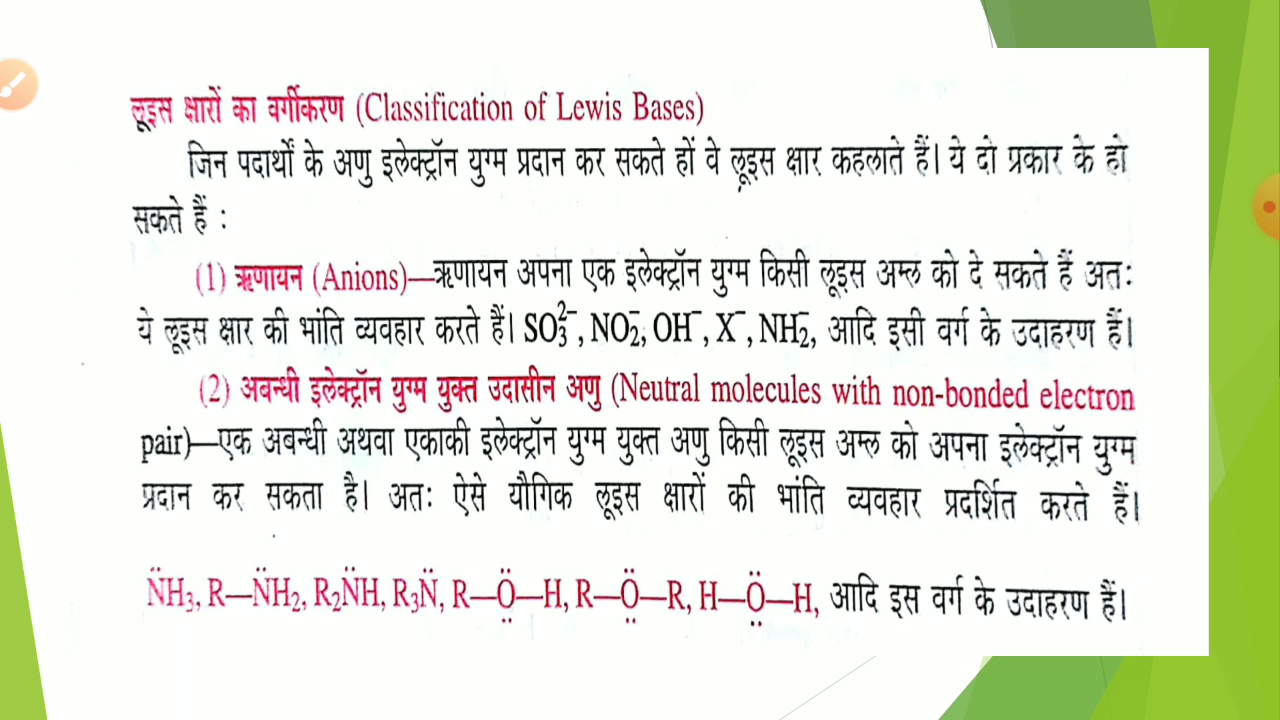 लूइस क्षारों का वर्गीकरण (Classification of Lewis Bases)
जिन पदार्थों के अणु इलेक्ट्रॉन युग्म प्रदान कर सकते हों वे लूइस क्षार कहलाते हैं। ये दो प्रकार के हो
सकते हैं :
(1) ऋणायन (Anions)—ऋणायन अपना एक इलेक्ट्रॉन युग्म किसी लूइस अम्ल को दे सकते हैं अतः
ये लूइस क्षार की भांति व्यवहार करते हैं। SO₃²⁻, NO₂⁻, OH⁻, X⁻, NH₂⁻, आदि इसी वर्ग के उदाहरण हैं।
(2) अबन्धी इलेक्ट्रॉन युग्म युक्त उदासीन अणु (Neutral molecules with non-bonded electron
pair)—एक अबन्धी अथवा एकाकी इलेक्ट्रॉन युग्म युक्त अणु किसी लूइस अम्ल को अपना इलेक्ट्रॉन युग्म
प्रदान कर सकता है। अतः ऐसे यौगिक लूइस क्षारों की भांति व्यवहार प्रदर्शित करते हैं।
N̈H₃, R—N̈H₂, R₂N̈H, R₃N̈, R—Ö̤—H, R—Ö̤—R, H—Ö̤—H, आदि इस वर्ग के उदाहरण हैं।